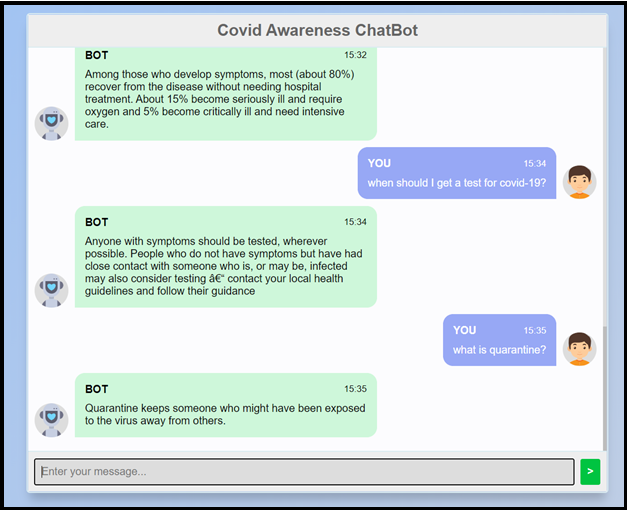 Covid Awareness ChatBot
BOT 15:32
Among those who develop symptoms, most (about 80%)
recover from the disease without needing hospital
treatment. About 15% become seriously ill and require
oxygen and 5% become critically ill and need intensive
care.
YOU 15:34
when should I get a test for covid-19?
BOT 15:34
Anyone with symptoms should be tested, wherever
possible. People who do not have symptoms but have had
close contact with someone who is, or may be, infected
may also consider testing â€“ contact your local health
guidelines and follow their guidance
YOU 15:35
what is quarantine?
BOT 15:35
Quarantine keeps someone who might have been exposed
to the virus away from others.
Enter your message...
>